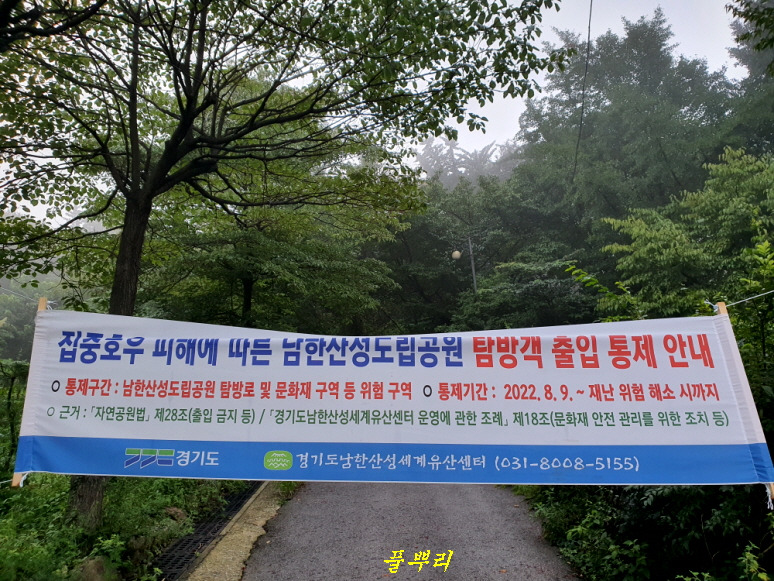 집중호우 피해에 따른 남한산성도립공원 탐방객 출입 통제 안내
○ 통제구간 : 남한산성도립공원 탐방로 및 문화재 구역 등 위험 구역 ○ 통제기간 : 2022. 8. 9. ~ 재난 위험 해소 시까지
○ 근거 : 「자연공원법」 제28조(출입 금지 등) / 「경기도남한산성세계유산센터 운영에 관한 조례」 제18조(문화재 안전 관리를 위한 조치 등)
경기도 경기도남한산성세계유산센터 (031-8008-5155)
풀뿌리